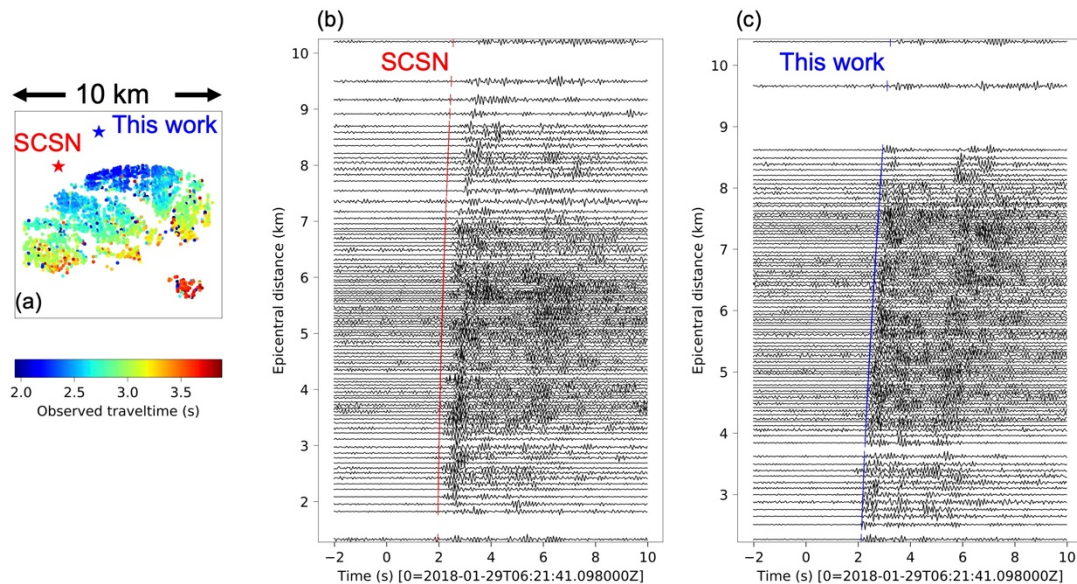 10 km
SCSN
This work
(a)
2.0 2.5 3.0 3.5
Observed traveltime (s)
(b)
SCSN
10
9
8
7
6
5
4
3
2
Epicentral distance (km)
−2 0 2 4 6 8 10
Time (s) [0=2018-01-29T06:21:41.098000Z]
(c)
This work
10
9
8
7
6
5
4
3
Epicentral distance (km)
−2 0 2 4 6 8 10
Time (s) [0=2018-01-29T06:21:41.098000Z]